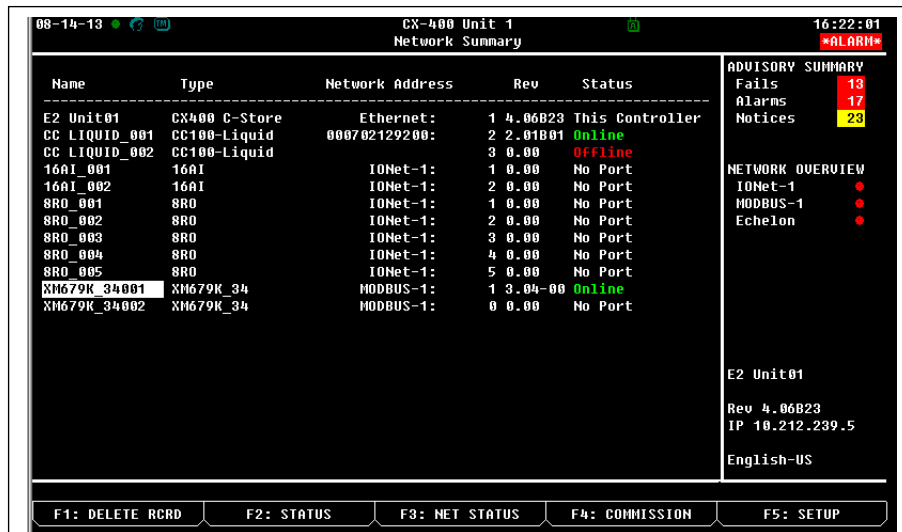 08-14-13 TM CX-400 Unit 1 16:22:01
Network Summary *ALARM*
ADVISORY SUMMARY
Name Type Network Address Rev Status Fails 13
Alarms 17
E2 Unit01 CX400 C-Store Ethernet: 1 4.06B23 This Controller Notices 23
CC LIQUID_001 CC100-Liquid 000702129200: 2 2.01B01 Online
CC LIQUID_002 CC100-Liquid 3 0.00 Offline
16AI_001 16AI IONet-1: 1 0.00 No Port NETWORK OVERVIEW
16AI_002 16AI IONet-1: 2 0.00 No Port IONet-1
8RO_001 8RO IONet-1: 1 0.00 No Port MODBUS-1
8RO_002 8RO IONet-1: 2 0.00 No Port Echelon
8RO_003 8RO IONet-1: 3 0.00 No Port
8RO_004 8RO IONet-1: 4 0.00 No Port
8RO_005 8RO IONet-1: 5 0.00 No Port
XM679K_34001 XM679K_34 MODBUS-1: 1 3.04-00 Online
XM679K_34002 XM679K_34 MODBUS-1: 0 0.00 No Port
E2 Unit01
Rev 4.06B23
IP 10.212.239.5
English-US
F1: DELETE RCRD F2: STATUS F3: NET STATUS F4: COMMISSION F5: SETUP